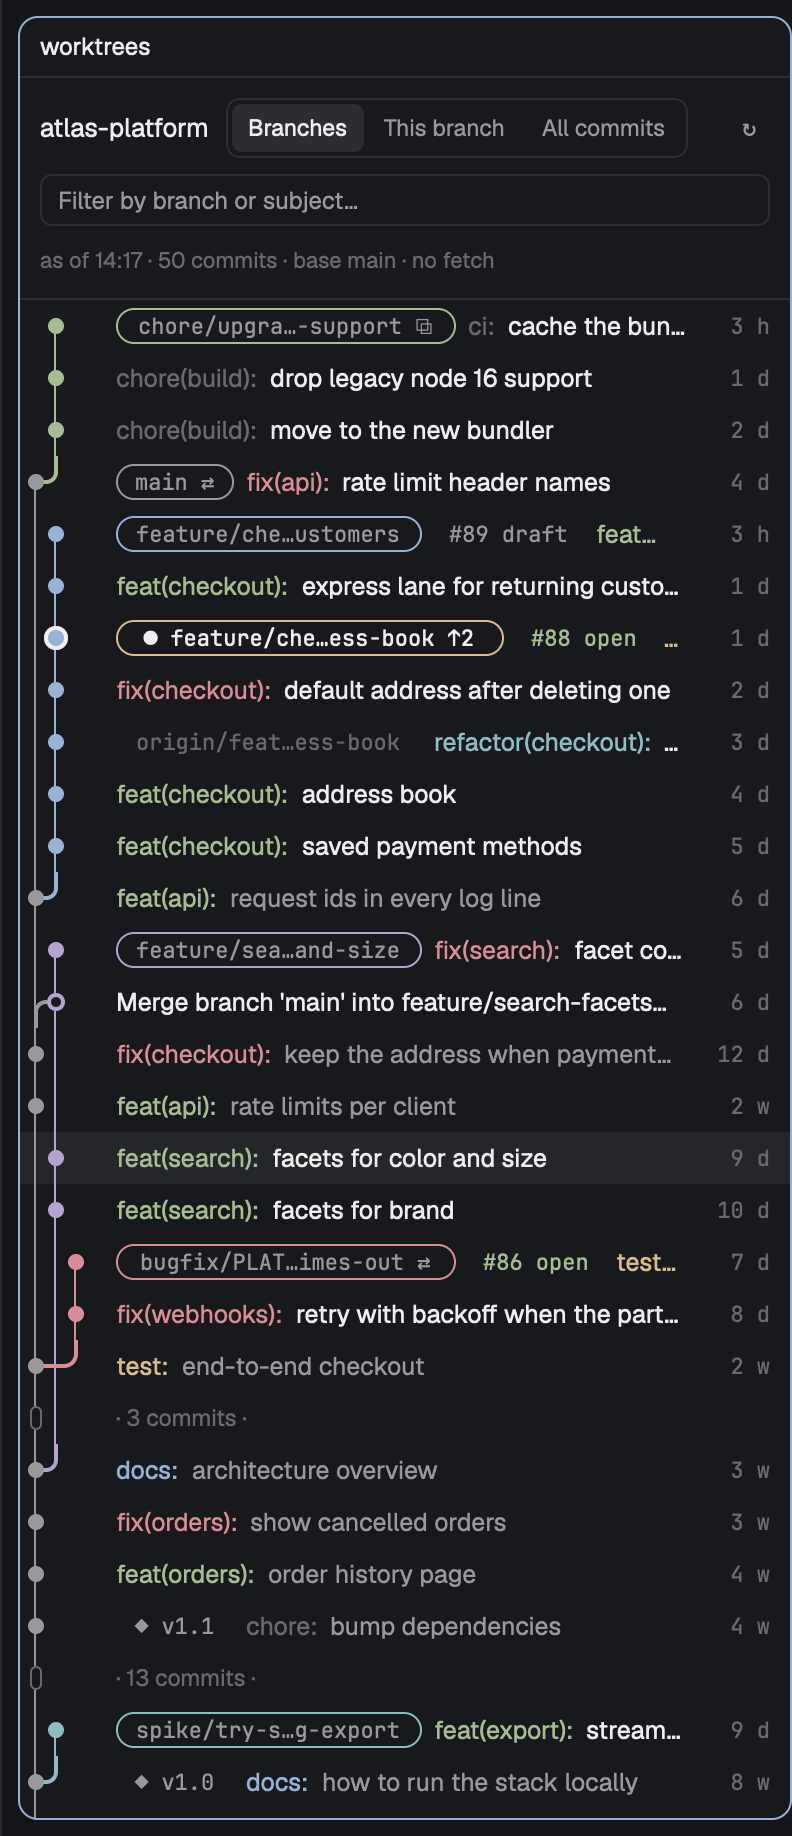 worktrees
atlas-platform Branches This branch All commits ↻
Filter by branch or subject…
as of 14:17 · 50 commits · base main · no fetch
chore/upgra…-support ci: cache the bun… 3 h
chore(build): drop legacy node 16 support 1 d
chore(build): move to the new bundler 2 d
main ⇄ fix(api): rate limit header names 4 d
feature/che…ustomers #89 draft feat… 3 h
feat(checkout): express lane for returning custo… 1 d
● feature/che…ess-book ↑2 #88 open … 1 d
fix(checkout): default address after deleting one 2 d
origin/feat…ess-book refactor(checkout): … 3 d
feat(checkout): address book 4 d
feat(checkout): saved payment methods 5 d
feat(api): request ids in every log line 6 d
feature/sea…and-size fix(search): facet co… 5 d
Merge branch 'main' into feature/search-facets… 6 d
fix(checkout): keep the address when payment… 12 d
feat(api): rate limits per client 2 w
feat(search): facets for color and size 9 d
feat(search): facets for brand 10 d
bugfix/PLAT…imes-out ⇄ #86 open test… 7 d
fix(webhooks): retry with backoff when the part… 8 d
test: end-to-end checkout 2 w
· 3 commits ·
docs: architecture overview 3 w
fix(orders): show cancelled orders 3 w
feat(orders): order history page 4 w
◆ v1.1 chore: bump dependencies 4 w
· 13 commits ·
spike/try-s…g-export feat(export): stream… 9 d
◆ v1.0 docs: how to run the stack locally 8 w